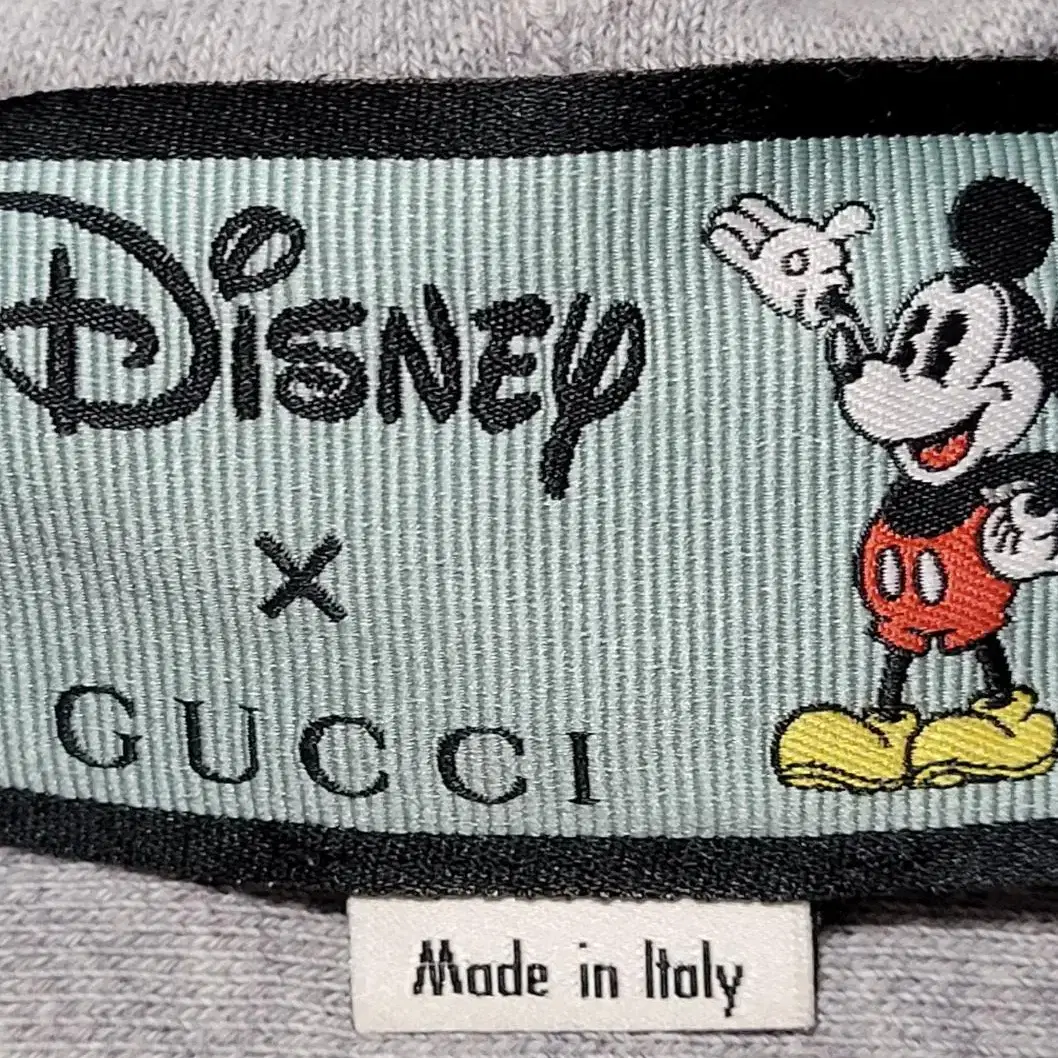 Disney
×
GUCCI
Made in Italy